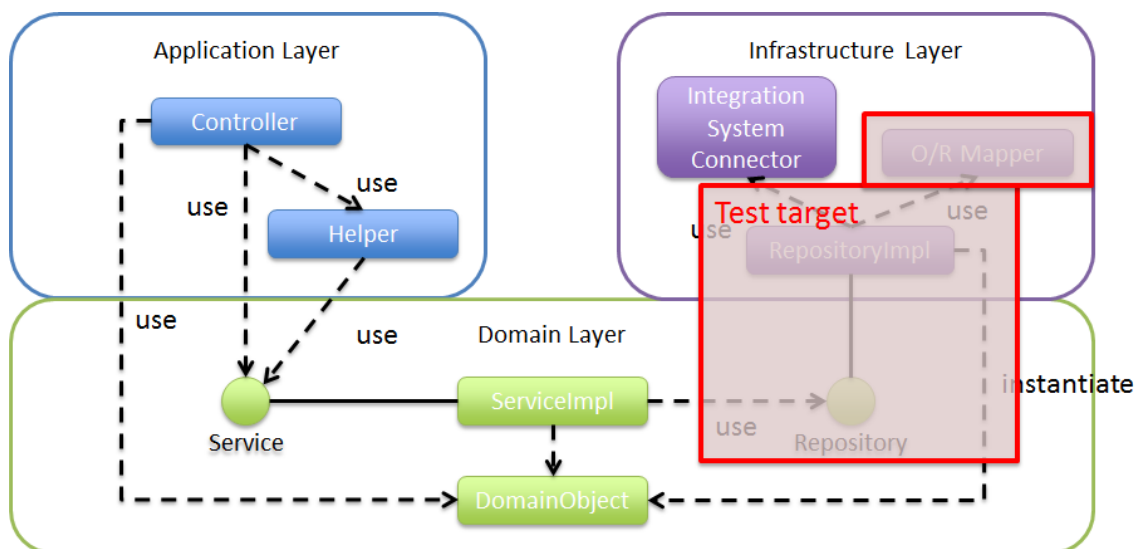 Application Layer
Infrastructure Layer
Controller
Integration
System
Connector
O/R Mapper
use
use
Test target
use
use
Helper
RepositoryImpl
use
use
Domain Layer
instantiate
ServiceImpl
use
Service
Repository
DomainObject